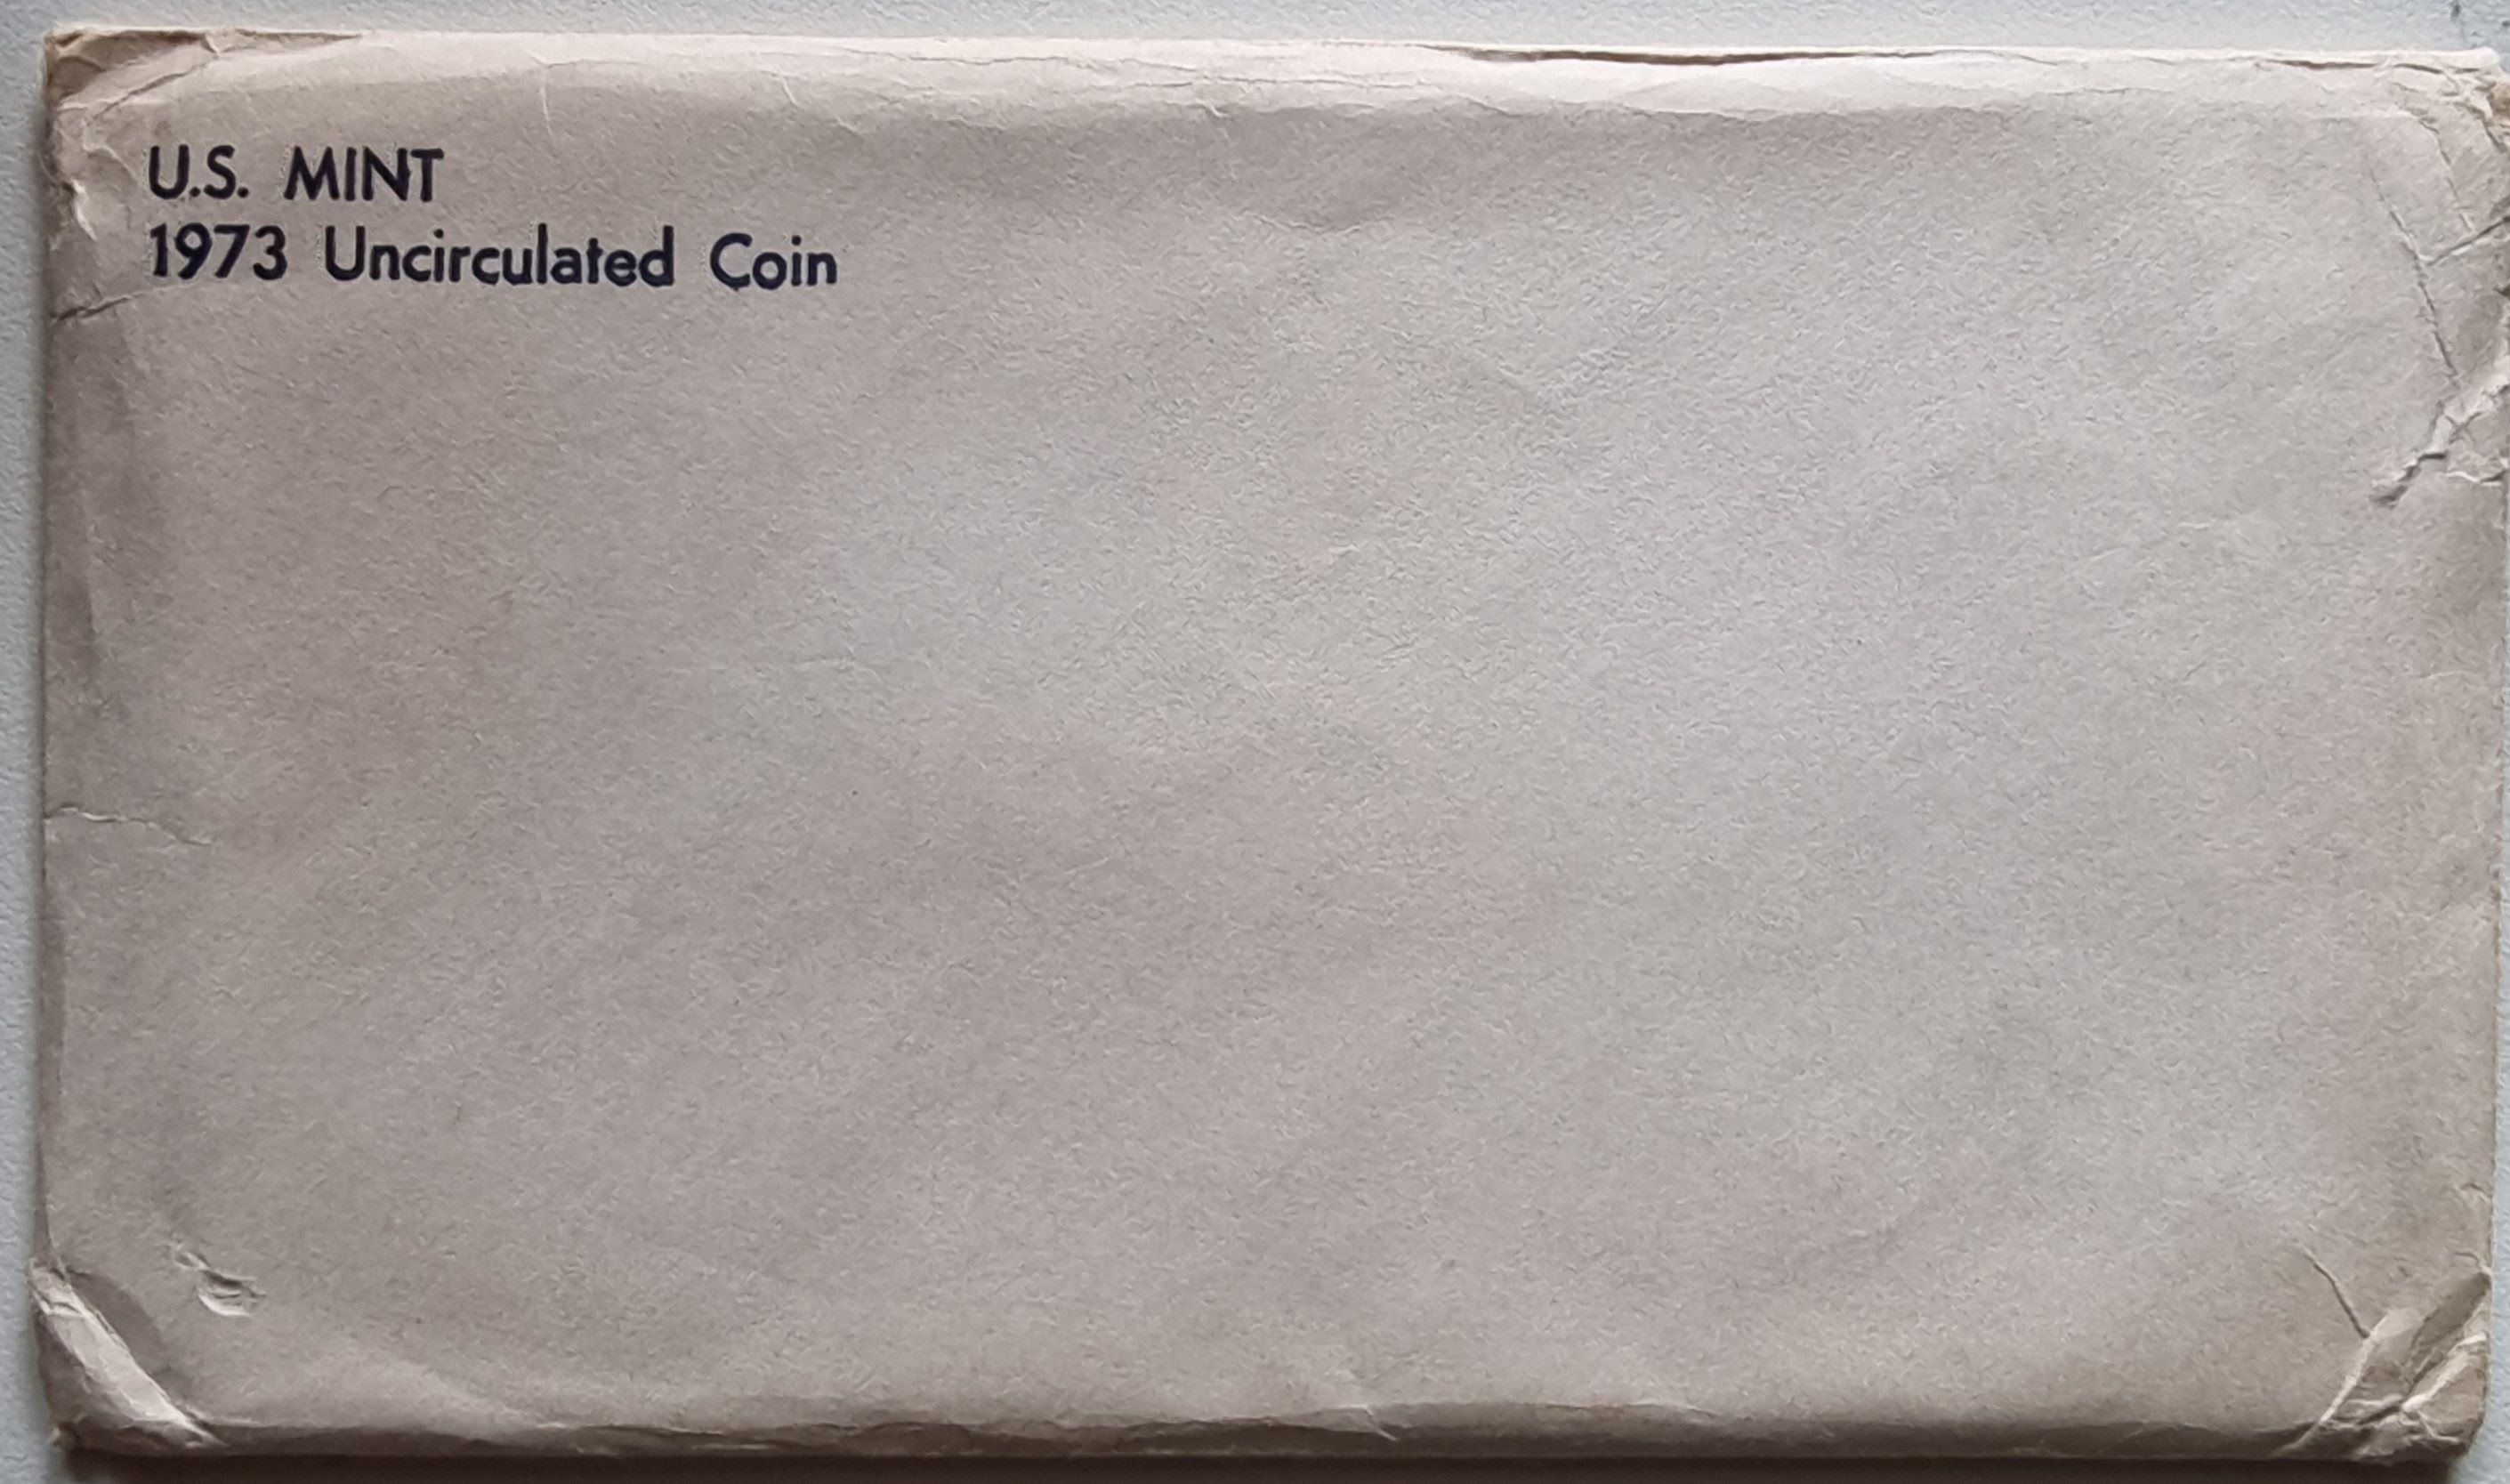 U.S. MINT
1973 Uncirculated Coin